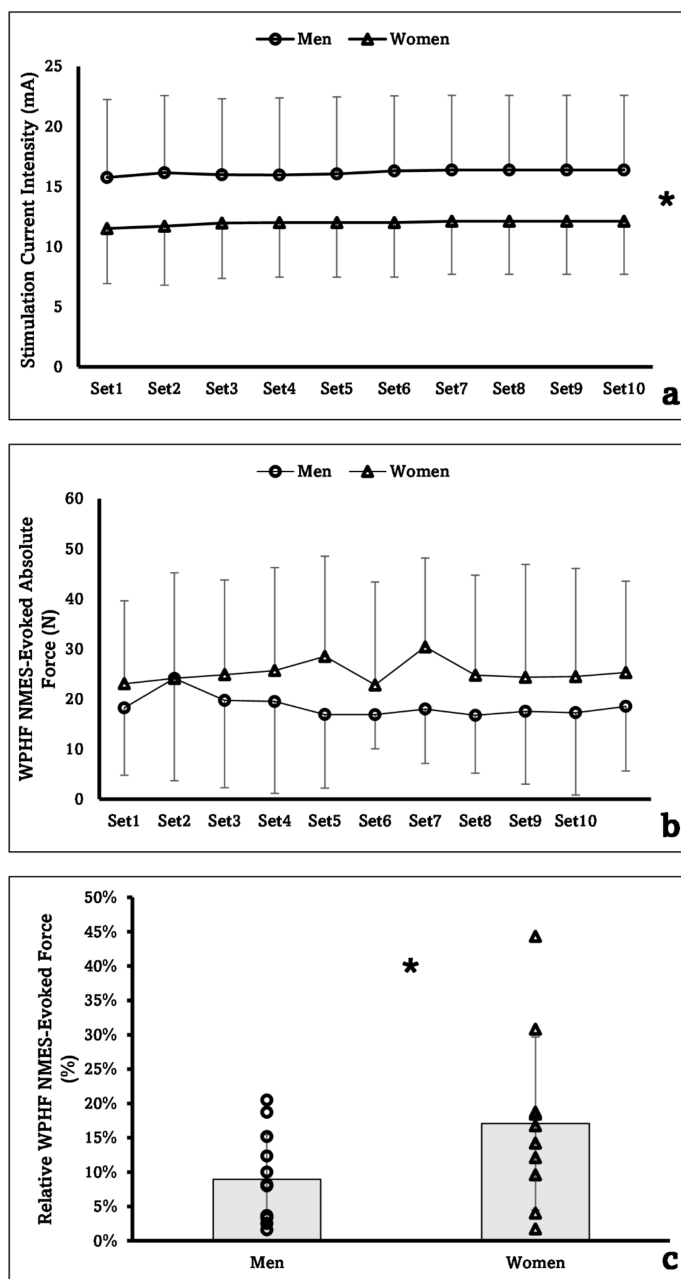 Men Women
Stimulation Current Intensity (mA)
25
20
15
10
5
0
*
Set1 Set2 Set3 Set4 Set5 Set6 Set7 Set8 Set9 Set10
a
Men Women
WPHF NMES-Evoked Absolute
Force (N)
60
50
40
30
20
10
0
Set1 Set2 Set3 Set4 Set5 Set6 Set7 Set8 Set9 Set10
b
Relative WPHF NMES-Evoked Force
(%)
50%
45%
40%
35%
30%
25%
20%
15%
10%
5%
0%
*
Men Women
c